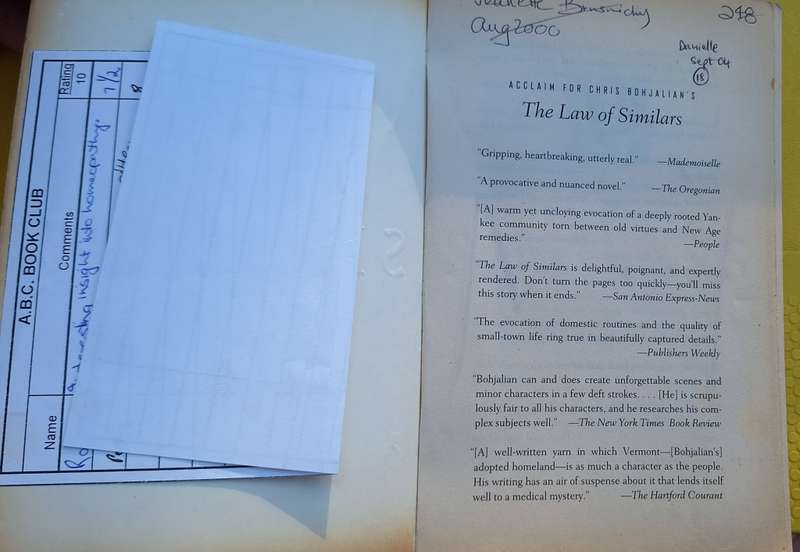 A.B.C. BOOK CLUB
Name Comments Rating
10
insight into homeopathy.
7 1/2
8
Aug 2000
248
Danielle
Sept 04
18
ACCLAIM FOR CHRIS BOHJALIAN'S
The Law of Similars
"Gripping, heartbreaking, utterly real." —Mademoiselle
"A provocative and nuanced novel." —The Oregonian
"[A] warm yet uncloying evocation of a deeply rooted Yan-
kee community torn between old virtues and New Age
remedies." —People
"The Law of Similars is delightful, poignant, and expertly
rendered. Don't turn the pages too quickly—you'll miss
this story when it ends." —San Antonio Express-News
"The evocation of domestic routines and the quality of
small-town life ring true in beautifully captured details."
—Publishers Weekly
"Bohjalian can and does create unforgettable scenes and
minor characters in a few deft strokes. . . . [He] is scrupu-
lously fair to all his characters, and he researches his com-
plex subjects well." —The New York Times Book Review
"[A] well-written yarn in which Vermont—[Bohjalian's]
adopted homeland—is as much a character as the people.
His writing has an air of suspense about it that lends itself
well to a medical mystery." —The Hartford Courant